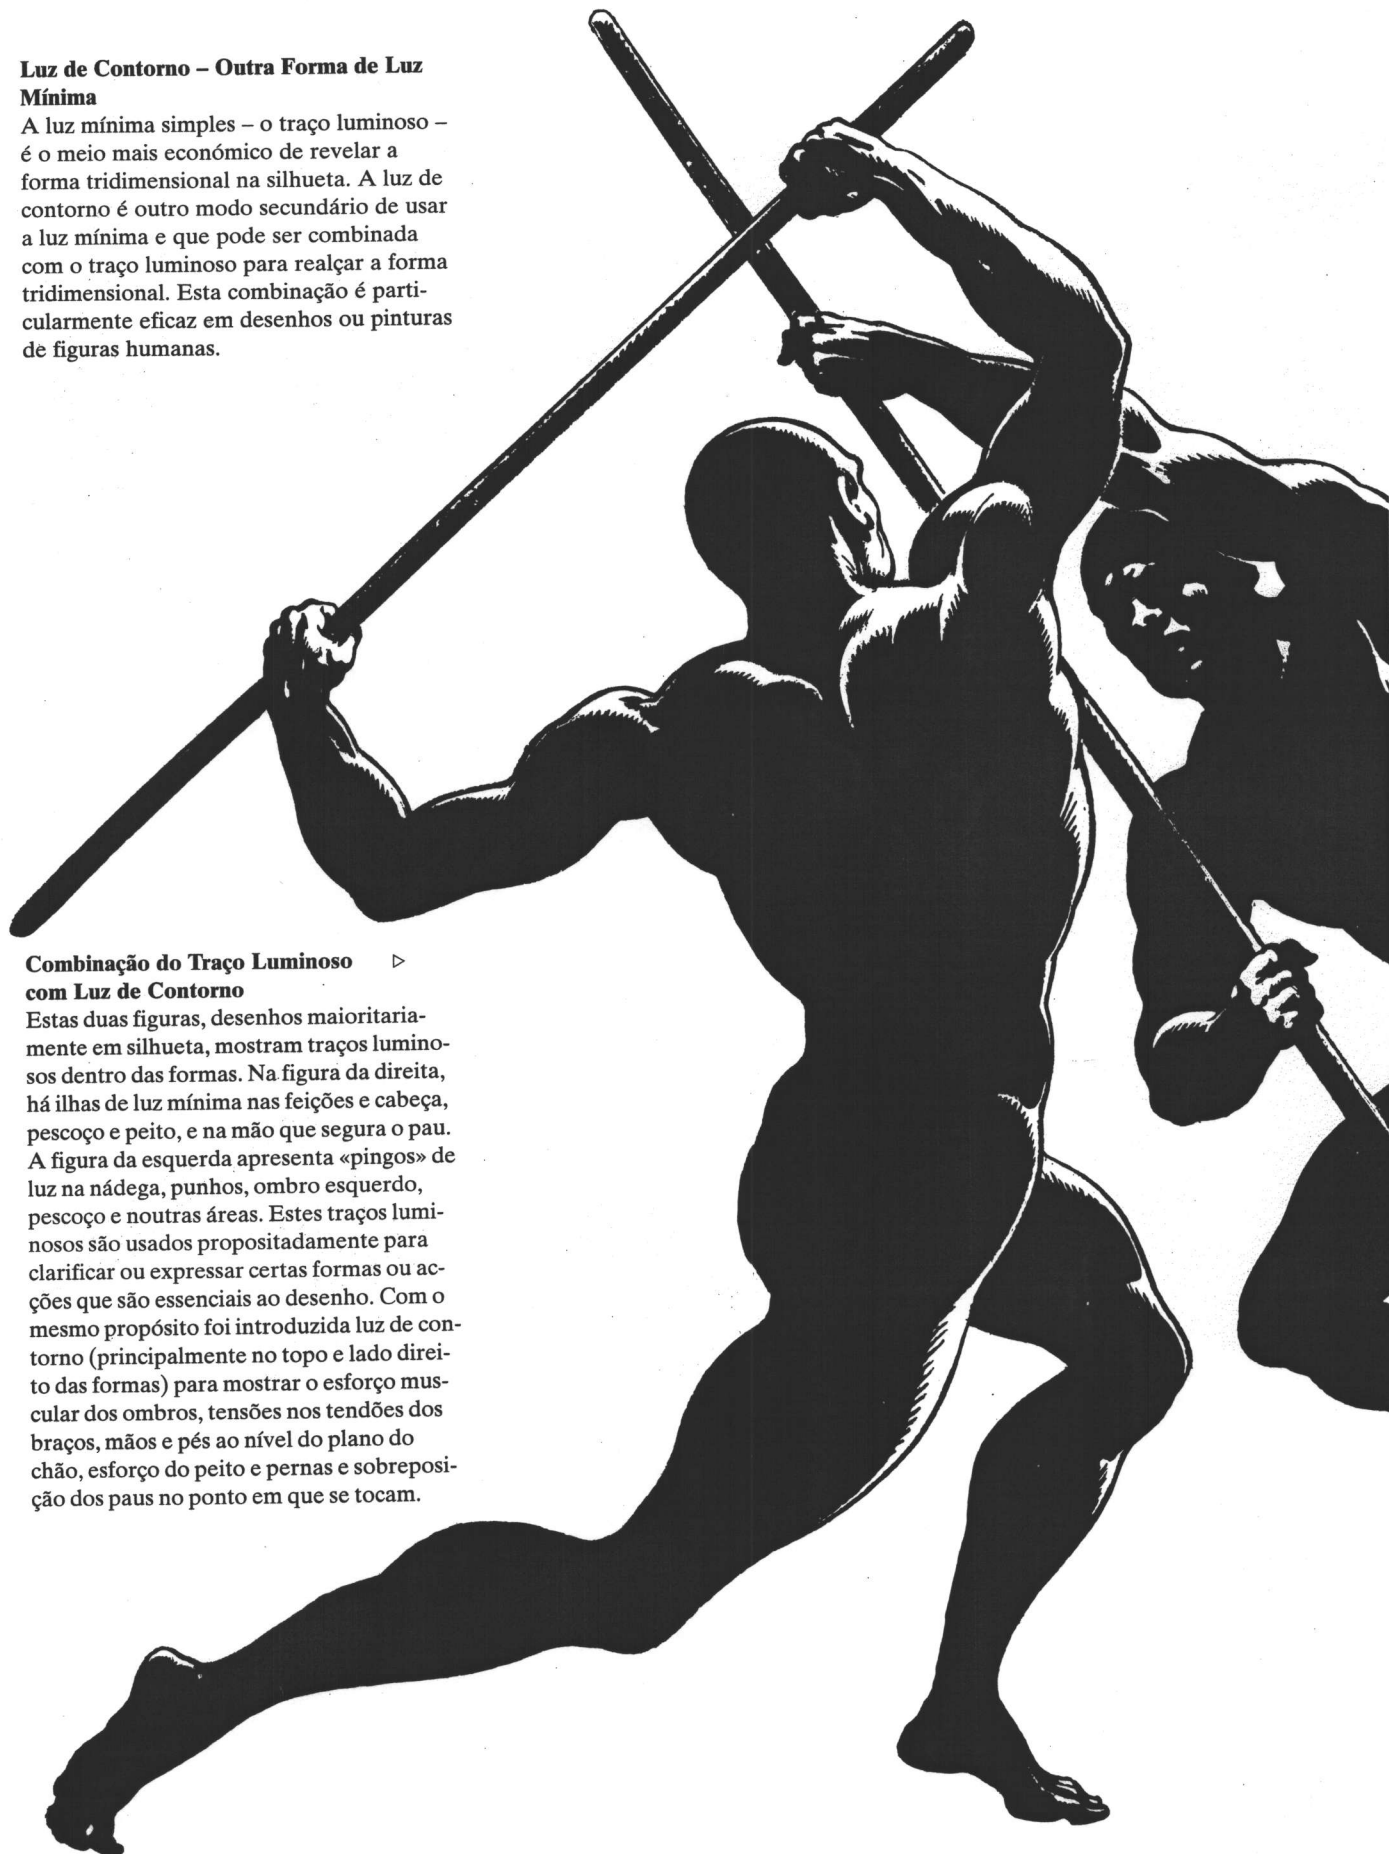 Luz de Contorno – Outra Forma de Luz
Mínima
A luz mínima simples – o traço luminoso –
é o meio mais económico de revelar a
forma tridimensional na silhueta. A luz de
contorno é outro modo secundário de usar
a luz mínima e que pode ser combinada
com o traço luminoso para realçar a forma
tridimensional. Esta combinação é parti-
cularmente eficaz em desenhos ou pinturas
de figuras humanas.
Combinação do Traço Luminoso ▷
com Luz de Contorno
Estas duas figuras, desenhos maioritaria-
mente em silhueta, mostram traços lumino-
sos dentro das formas. Na figura da direita,
há ilhas de luz mínima nas feições e cabeça,
pescoço e peito, e na mão que segura o pau.
A figura da esquerda apresenta «pingos» de
luz na nádega, punhos, ombro esquerdo,
pescoço e noutras áreas. Estes traços lumi-
nosos são usados propositadamente para
clarificar ou expressar certas formas ou ac-
ções que são essenciais ao desenho. Com o
mesmo propósito foi introduzida luz de con-
torno (principalmente no topo e lado direi-
to das formas) para mostrar o esforço mus-
cular dos ombros, tensões nos tendões dos
braços, mãos e pés ao nível do plano do
chão, esforço do peito e pernas e sobreposi-
ção dos paus no ponto em que se tocam.